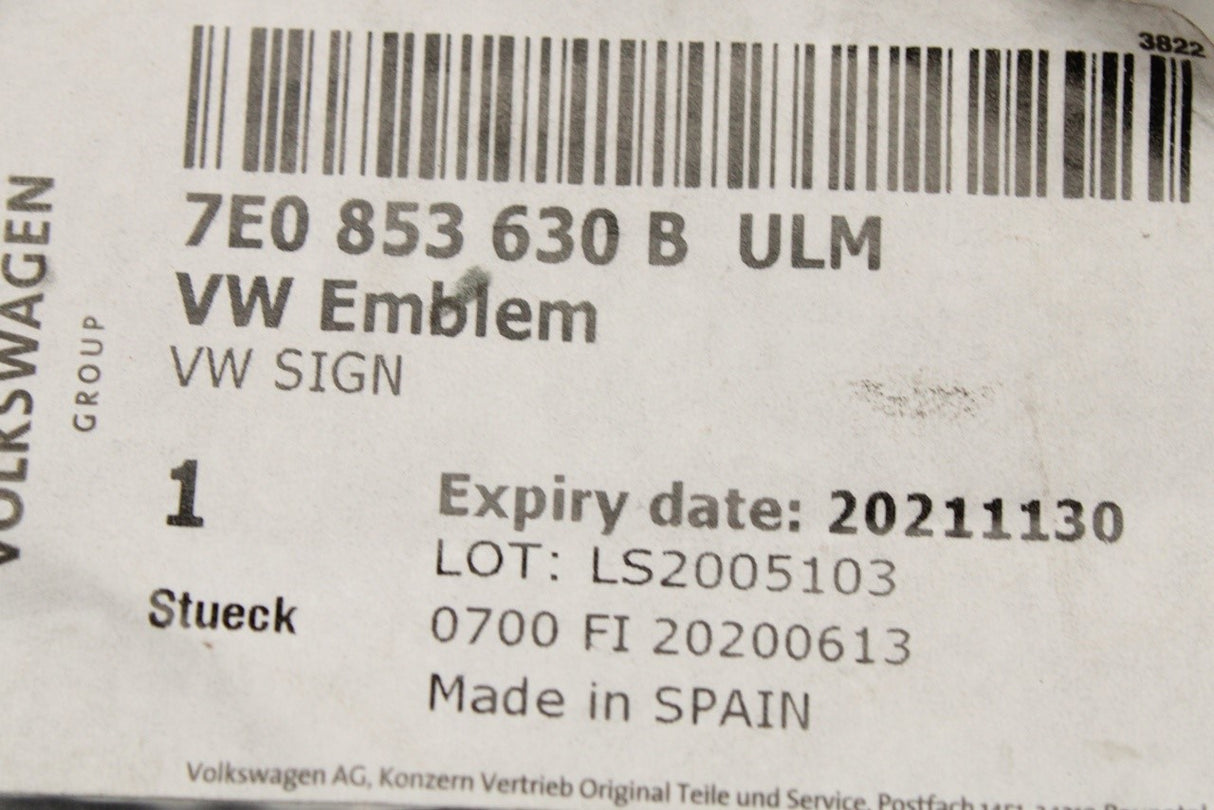 3822
7E0 853 630 B ULM
VW Emblem
VW SIGN
VOLKSWAGEN
GROUP
1
Stueck
Expiry date: 20211130
LOT: LS2005103
0700 FI 20200613
Made in SPAIN
Volkswagen AG, Konzern Vertrieb Original Teile und Service, Postfach